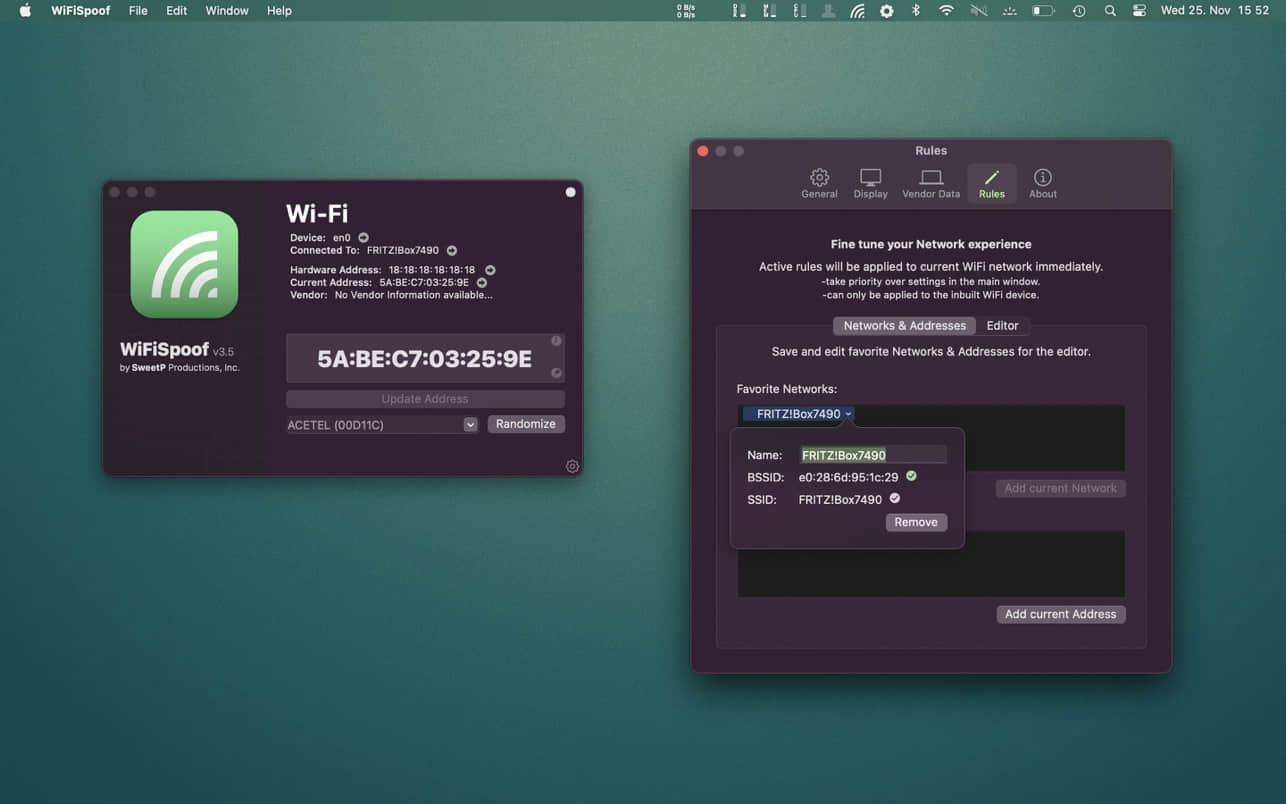 WiFiSpoof File Edit Window Help
0 B/s
0 B/s
Wed 25. Nov 15 52
Wi-Fi
Device: en0
Connected To: FRITZ!Box7490
Hardware Address: 18:18:18:18:18:18
Current Address: 5A:BE:C7:03:25:9E
Vendor: No Vendor Information available...
WiFiSpoof v3.5
by SweetP Productions, Inc.
5A:BE:C7:03:25:9E
Update Address
ACETEL (00D11C)
Randomize
Rules
General Display Vendor Data Rules About
Fine tune your Network experience
Active rules will be applied to current WiFi network immediately.
-take priority over settings in the main window.
-can only be applied to the inbuilt WiFi device.
Networks & Addresses Editor
Save and edit favorite Networks & Addresses for the editor.
Favorite Networks:
FRITZ!Box7490
Name: FRITZ!Box7490
BSSID: e0:28:6d:95:1c:29
SSID: FRITZ!Box7490
Remove
Add current Network
Add current Address